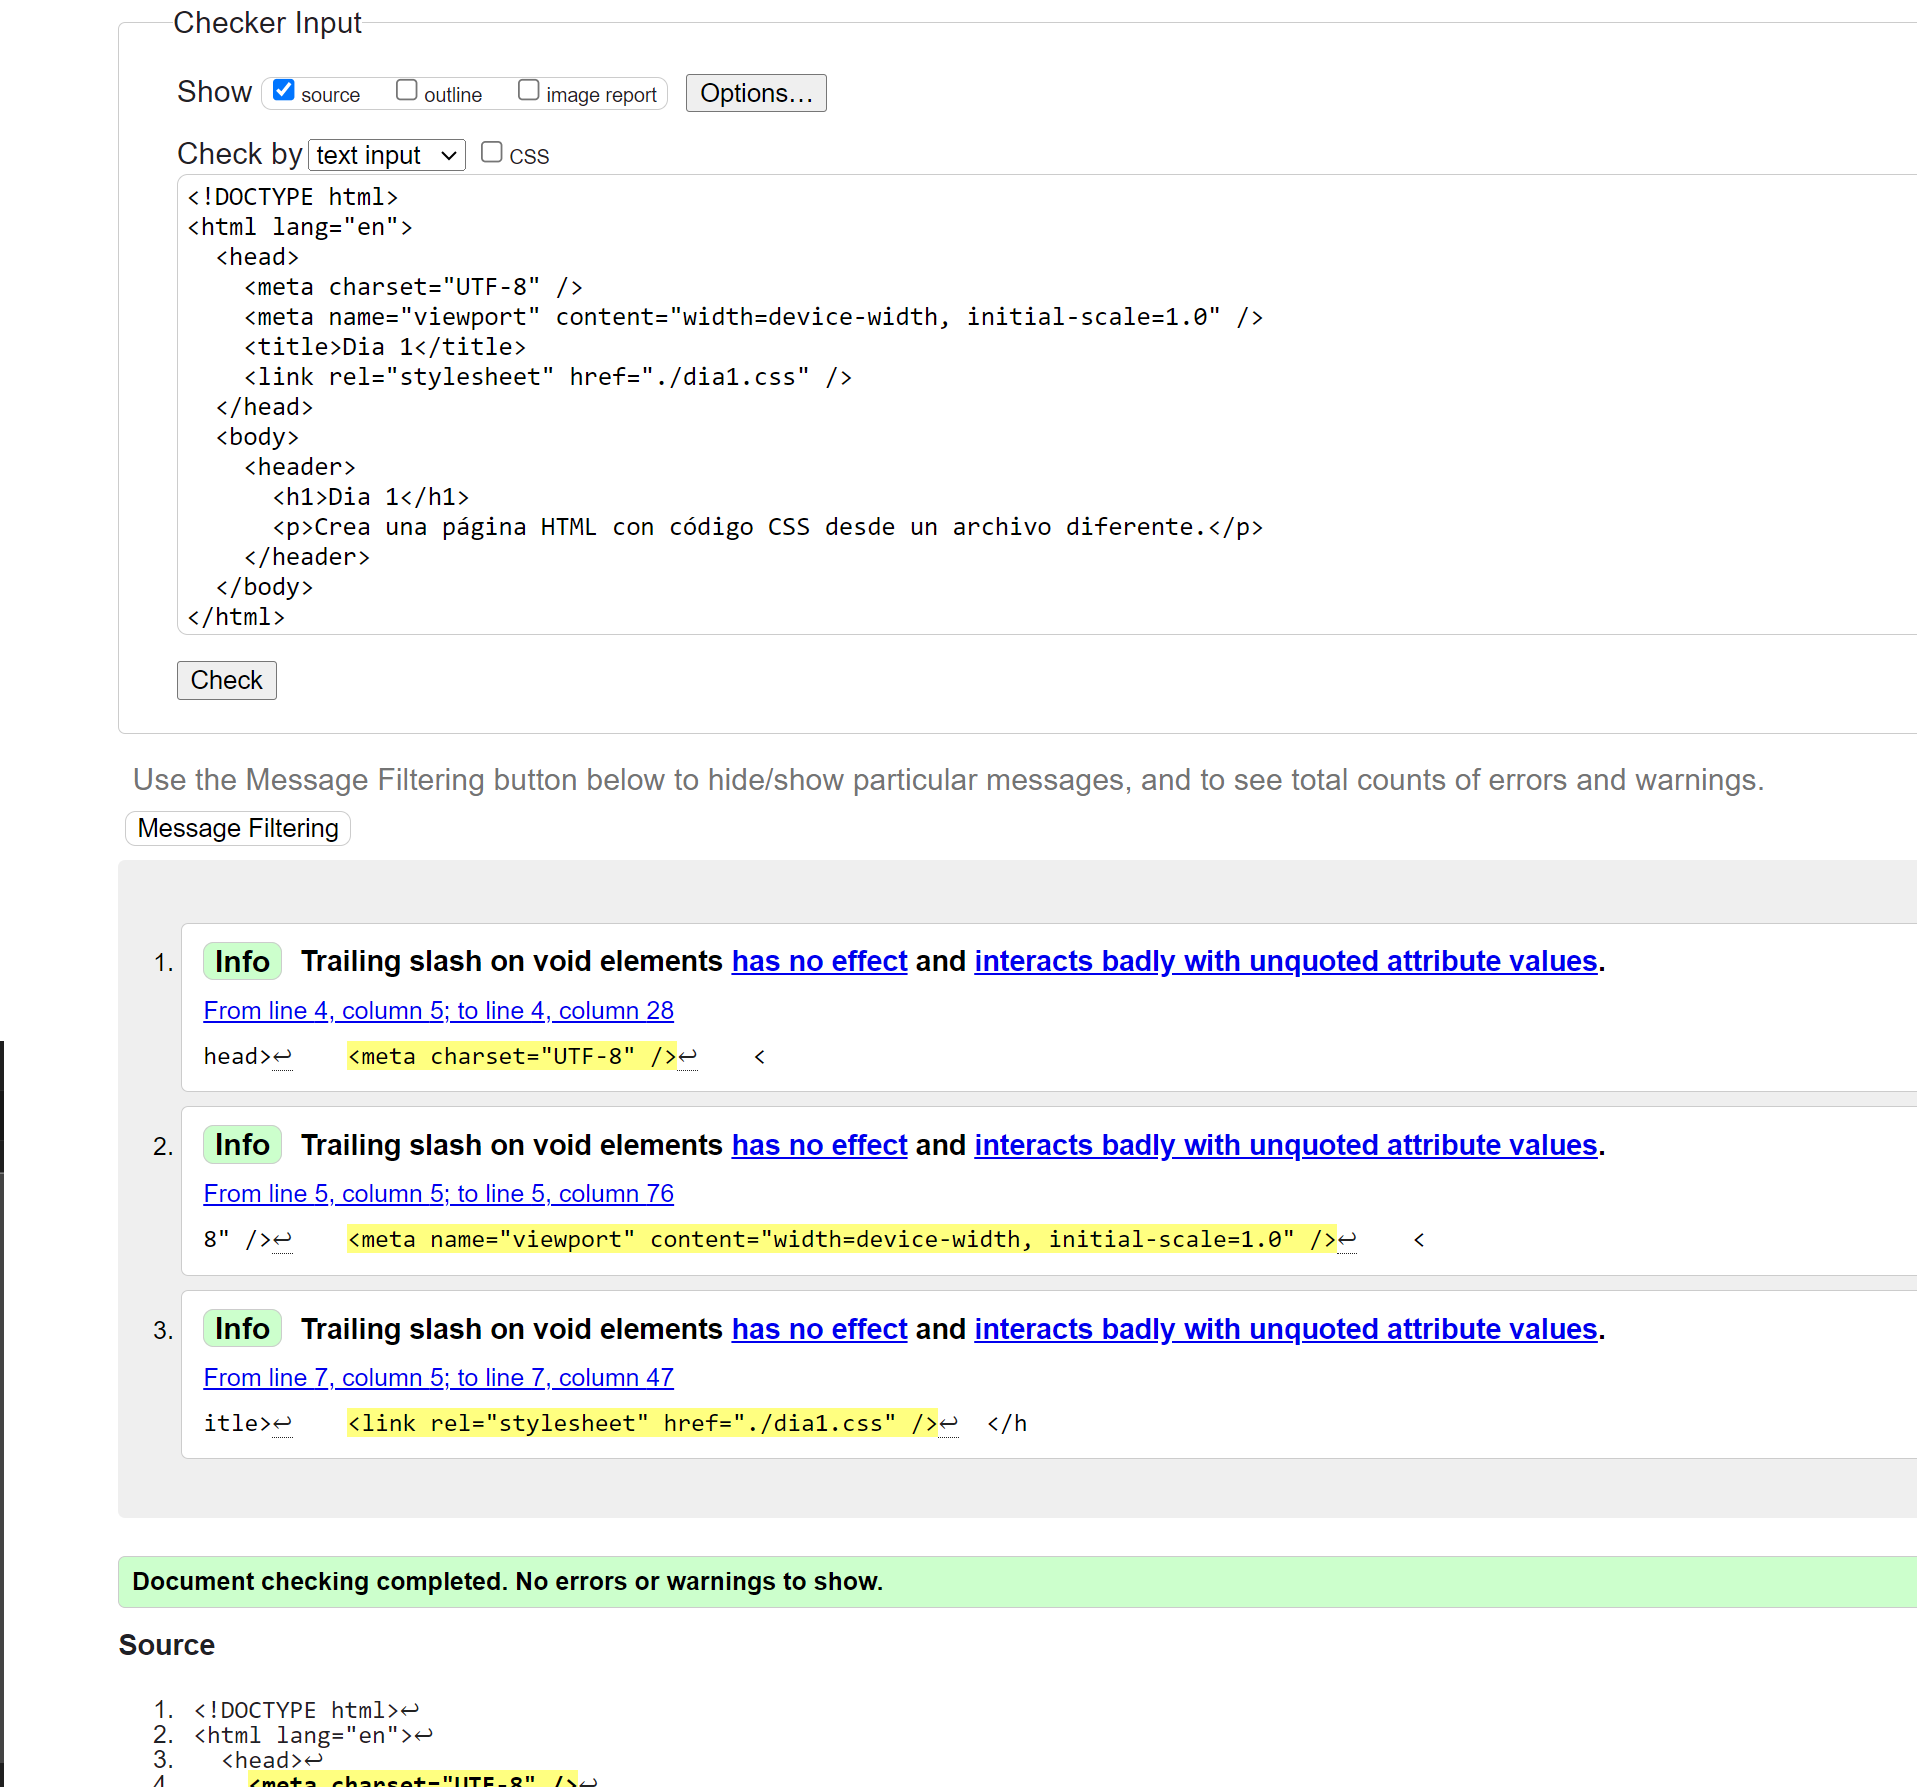 Checker Input
Show source outline image report Options...
Check by text input CSS
<!DOCTYPE html>
<html lang="en">
  <head>
    <meta charset="UTF-8" />
    <meta name="viewport" content="width=device-width, initial-scale=1.0" />
    <title>Dia 1</title>
    <link rel="stylesheet" href="./dia1.css" />
  </head>
  <body>
    <header>
      <h1>Dia 1</h1>
      <p>Crea una página HTML con código CSS desde un archivo diferente.</p>
    </header>
  </body>
</html>
Check
Use the Message Filtering button below to hide/show particular messages, and to see total counts of errors and warnings.
Message Filtering
1. Info Trailing slash on void elements has no effect and interacts badly with unquoted attribute values.
From line 4, column 5; to line 4, column 28
head>↩    <meta charset="UTF-8" />↩    <
2. Info Trailing slash on void elements has no effect and interacts badly with unquoted attribute values.
From line 5, column 5; to line 5, column 76
8" />↩    <meta name="viewport" content="width=device-width, initial-scale=1.0" />↩    <
3. Info Trailing slash on void elements has no effect and interacts badly with unquoted attribute values.
From line 7, column 5; to line 7, column 47
itle>↩    <link rel="stylesheet" href="./dia1.css" />↩  </h
Document checking completed. No errors or warnings to show.
Source
1. <!DOCTYPE html>↩
2. <html lang="en">↩
3.   <head>↩
4.     <meta charset="UTF-8" />↩